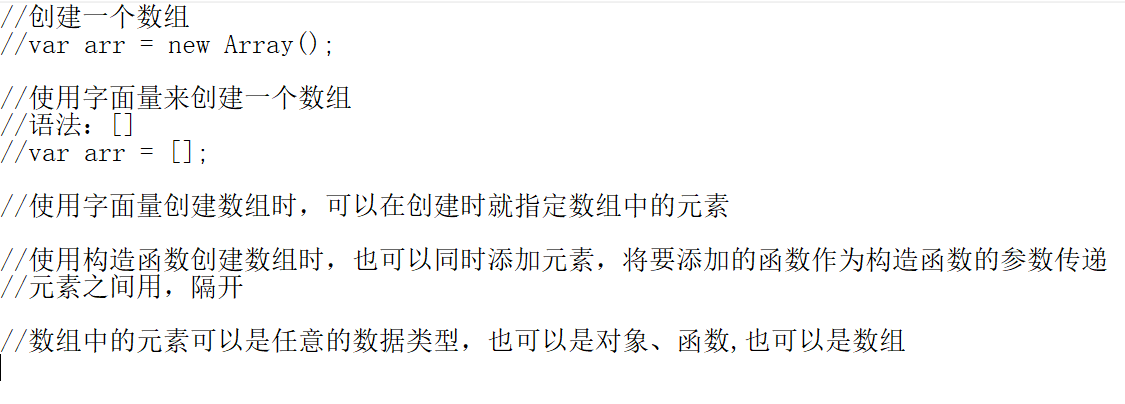 //创建一个数组
//var arr = new Array();
//使用字面量来创建一个数组
//语法：[]
//var arr = [];
//使用字面量创建数组时，可以在创建时就指定数组中的元素
//使用构造函数创建数组时，也可以同时添加元素，将要添加的函数作为构造函数的参数传递
//元素之间用，隔开
//数组中的元素可以是任意的数据类型，也可以是对象、函数,也可以是数组